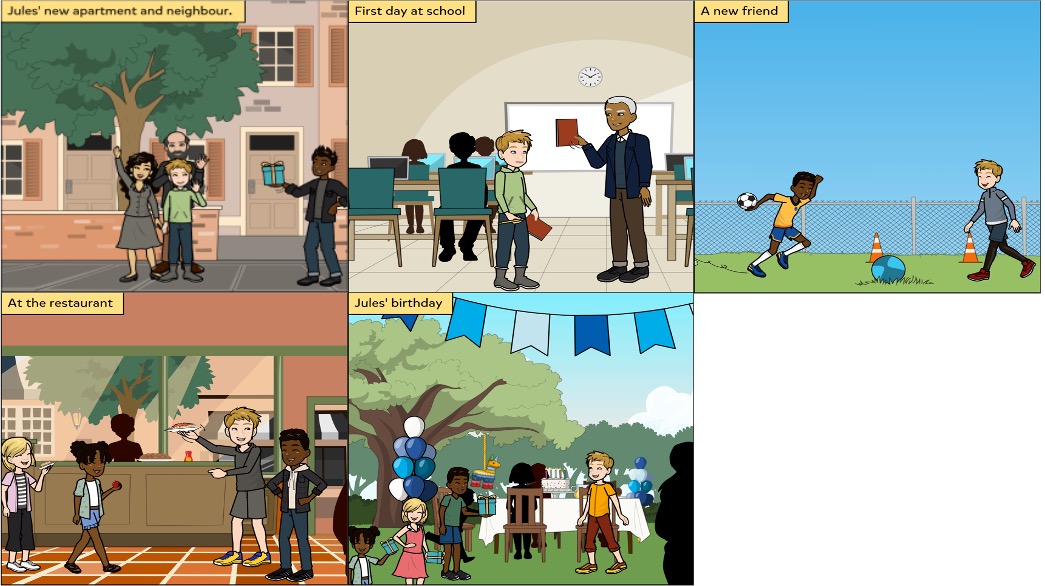 Jules' new apartment and neighbour.
First day at school
A new friend
At the restaurant
Jules' birthday